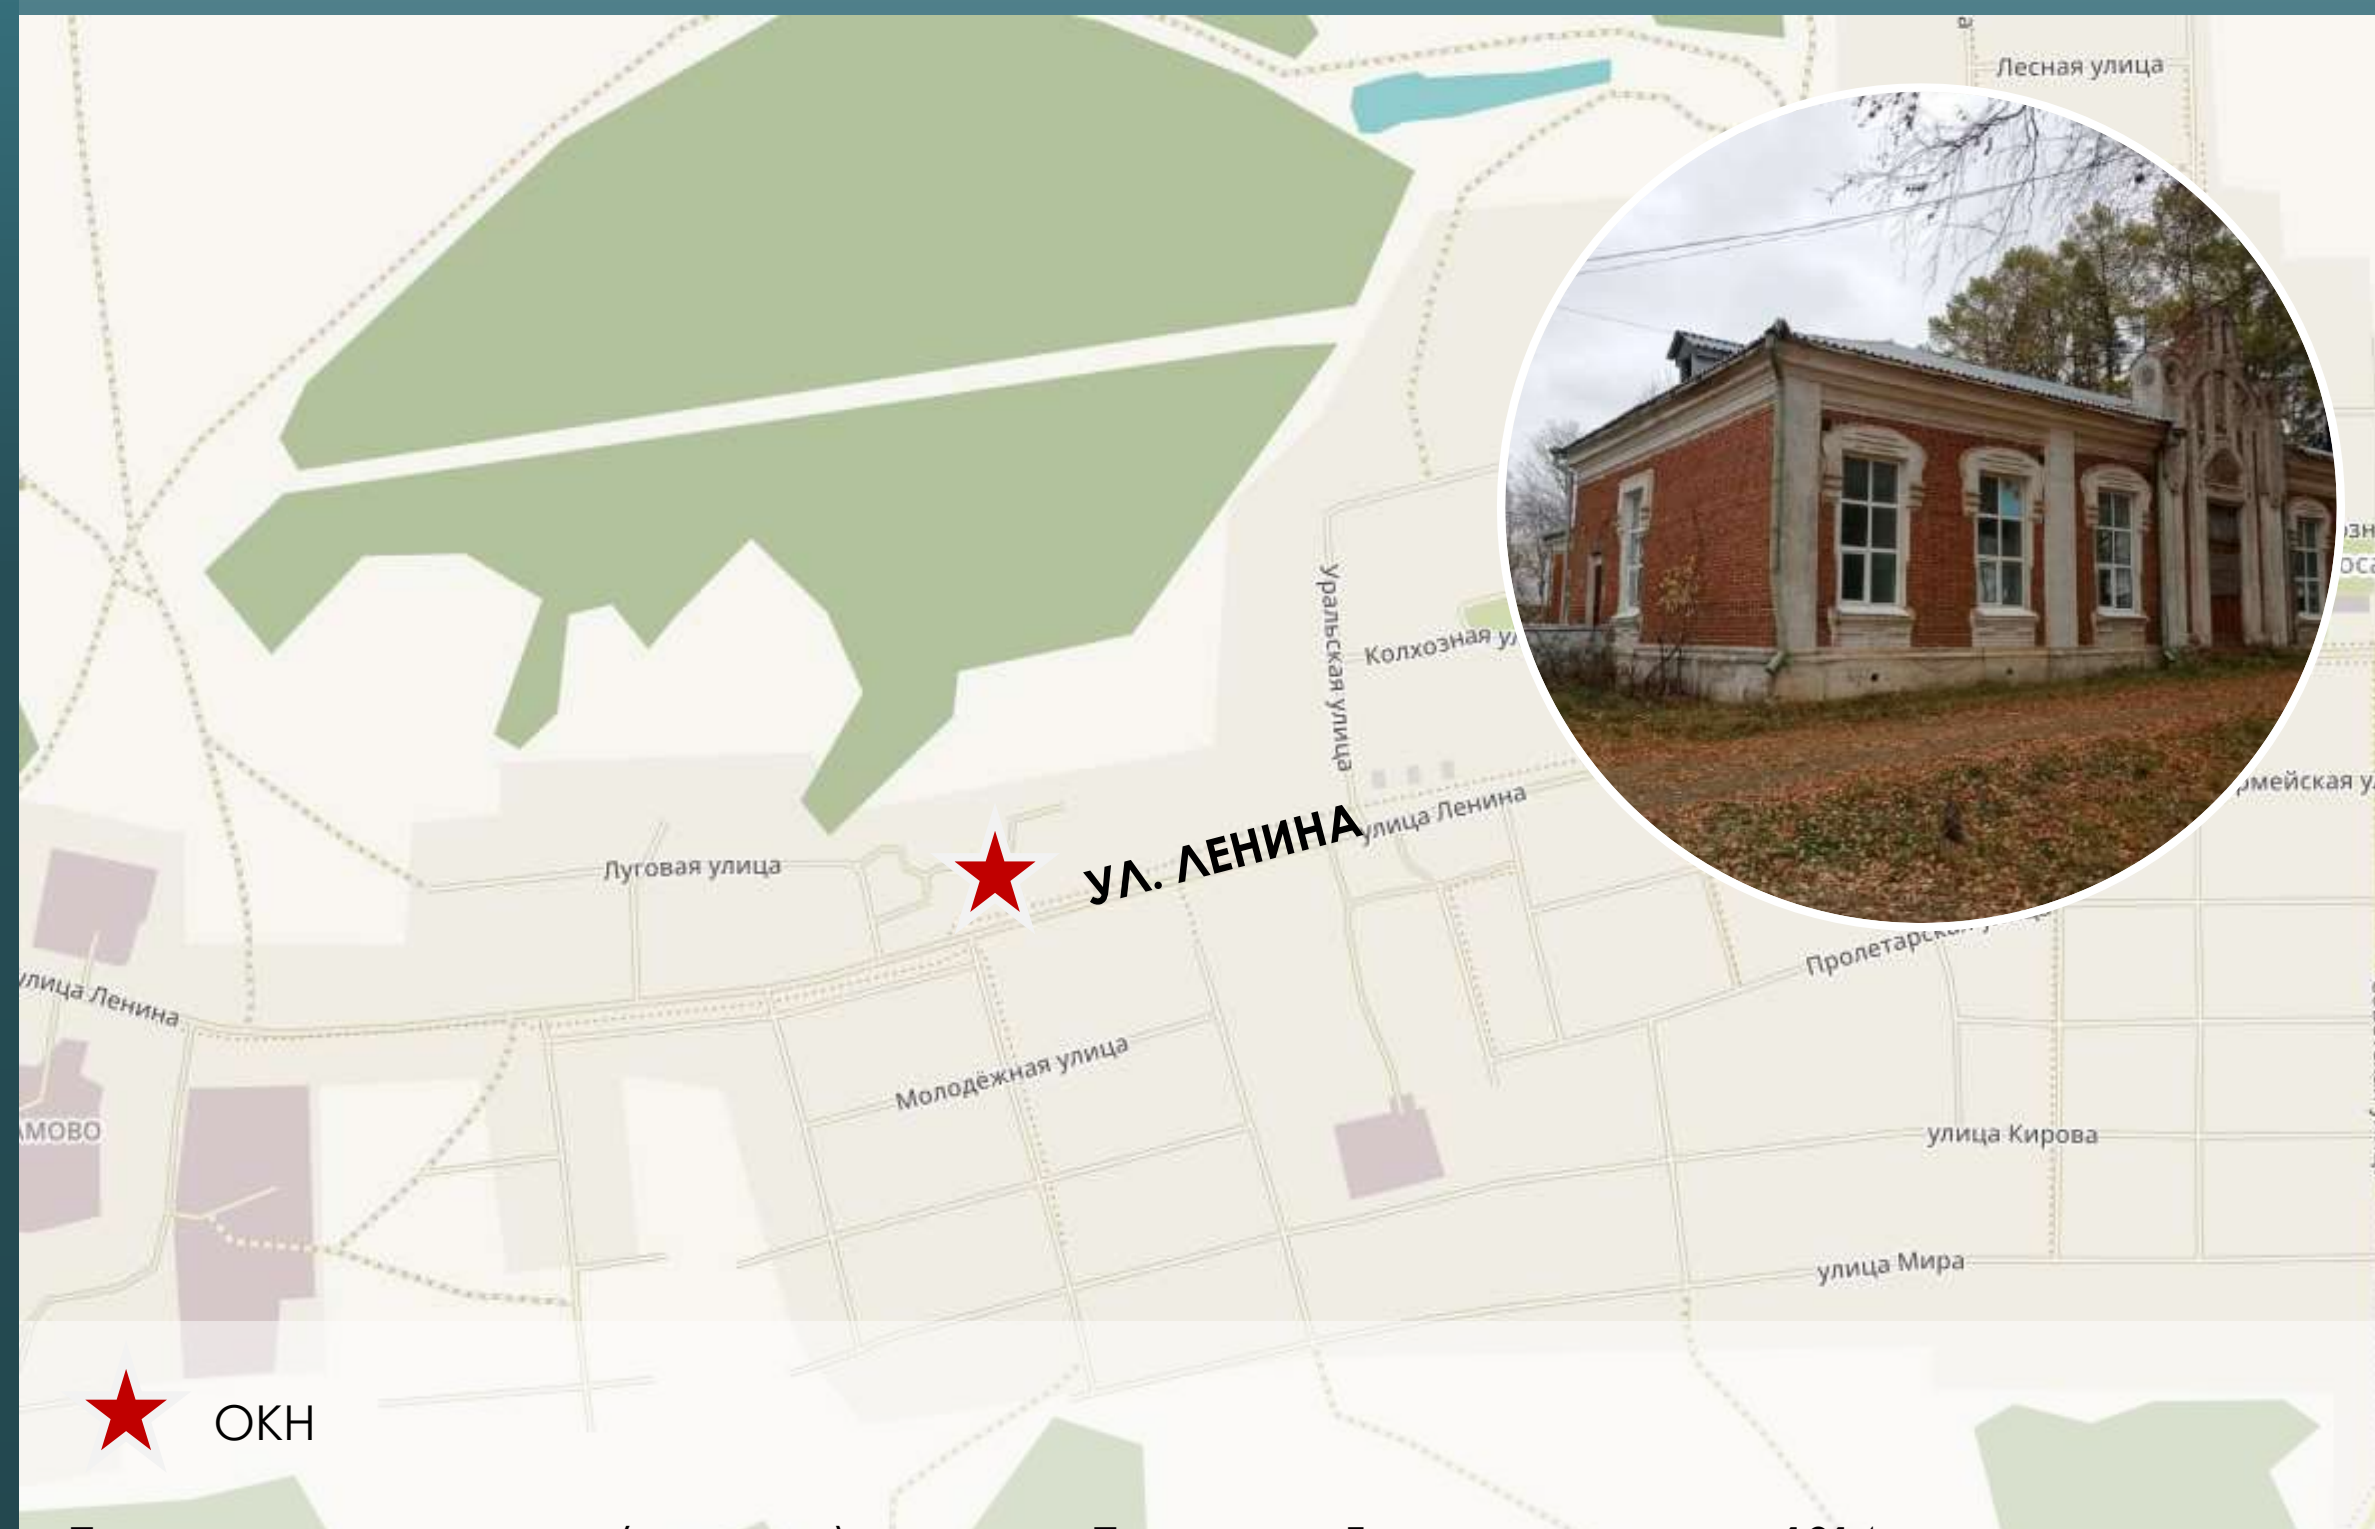 Лесная улица
Уральская улица
Колхозная
улица Ленина
УЛ. ЛЕНИНА
Луговая улица
улица Ленина
Пролетарская
Молодёжная улица
улица Кирова
улица Мира
ОКН